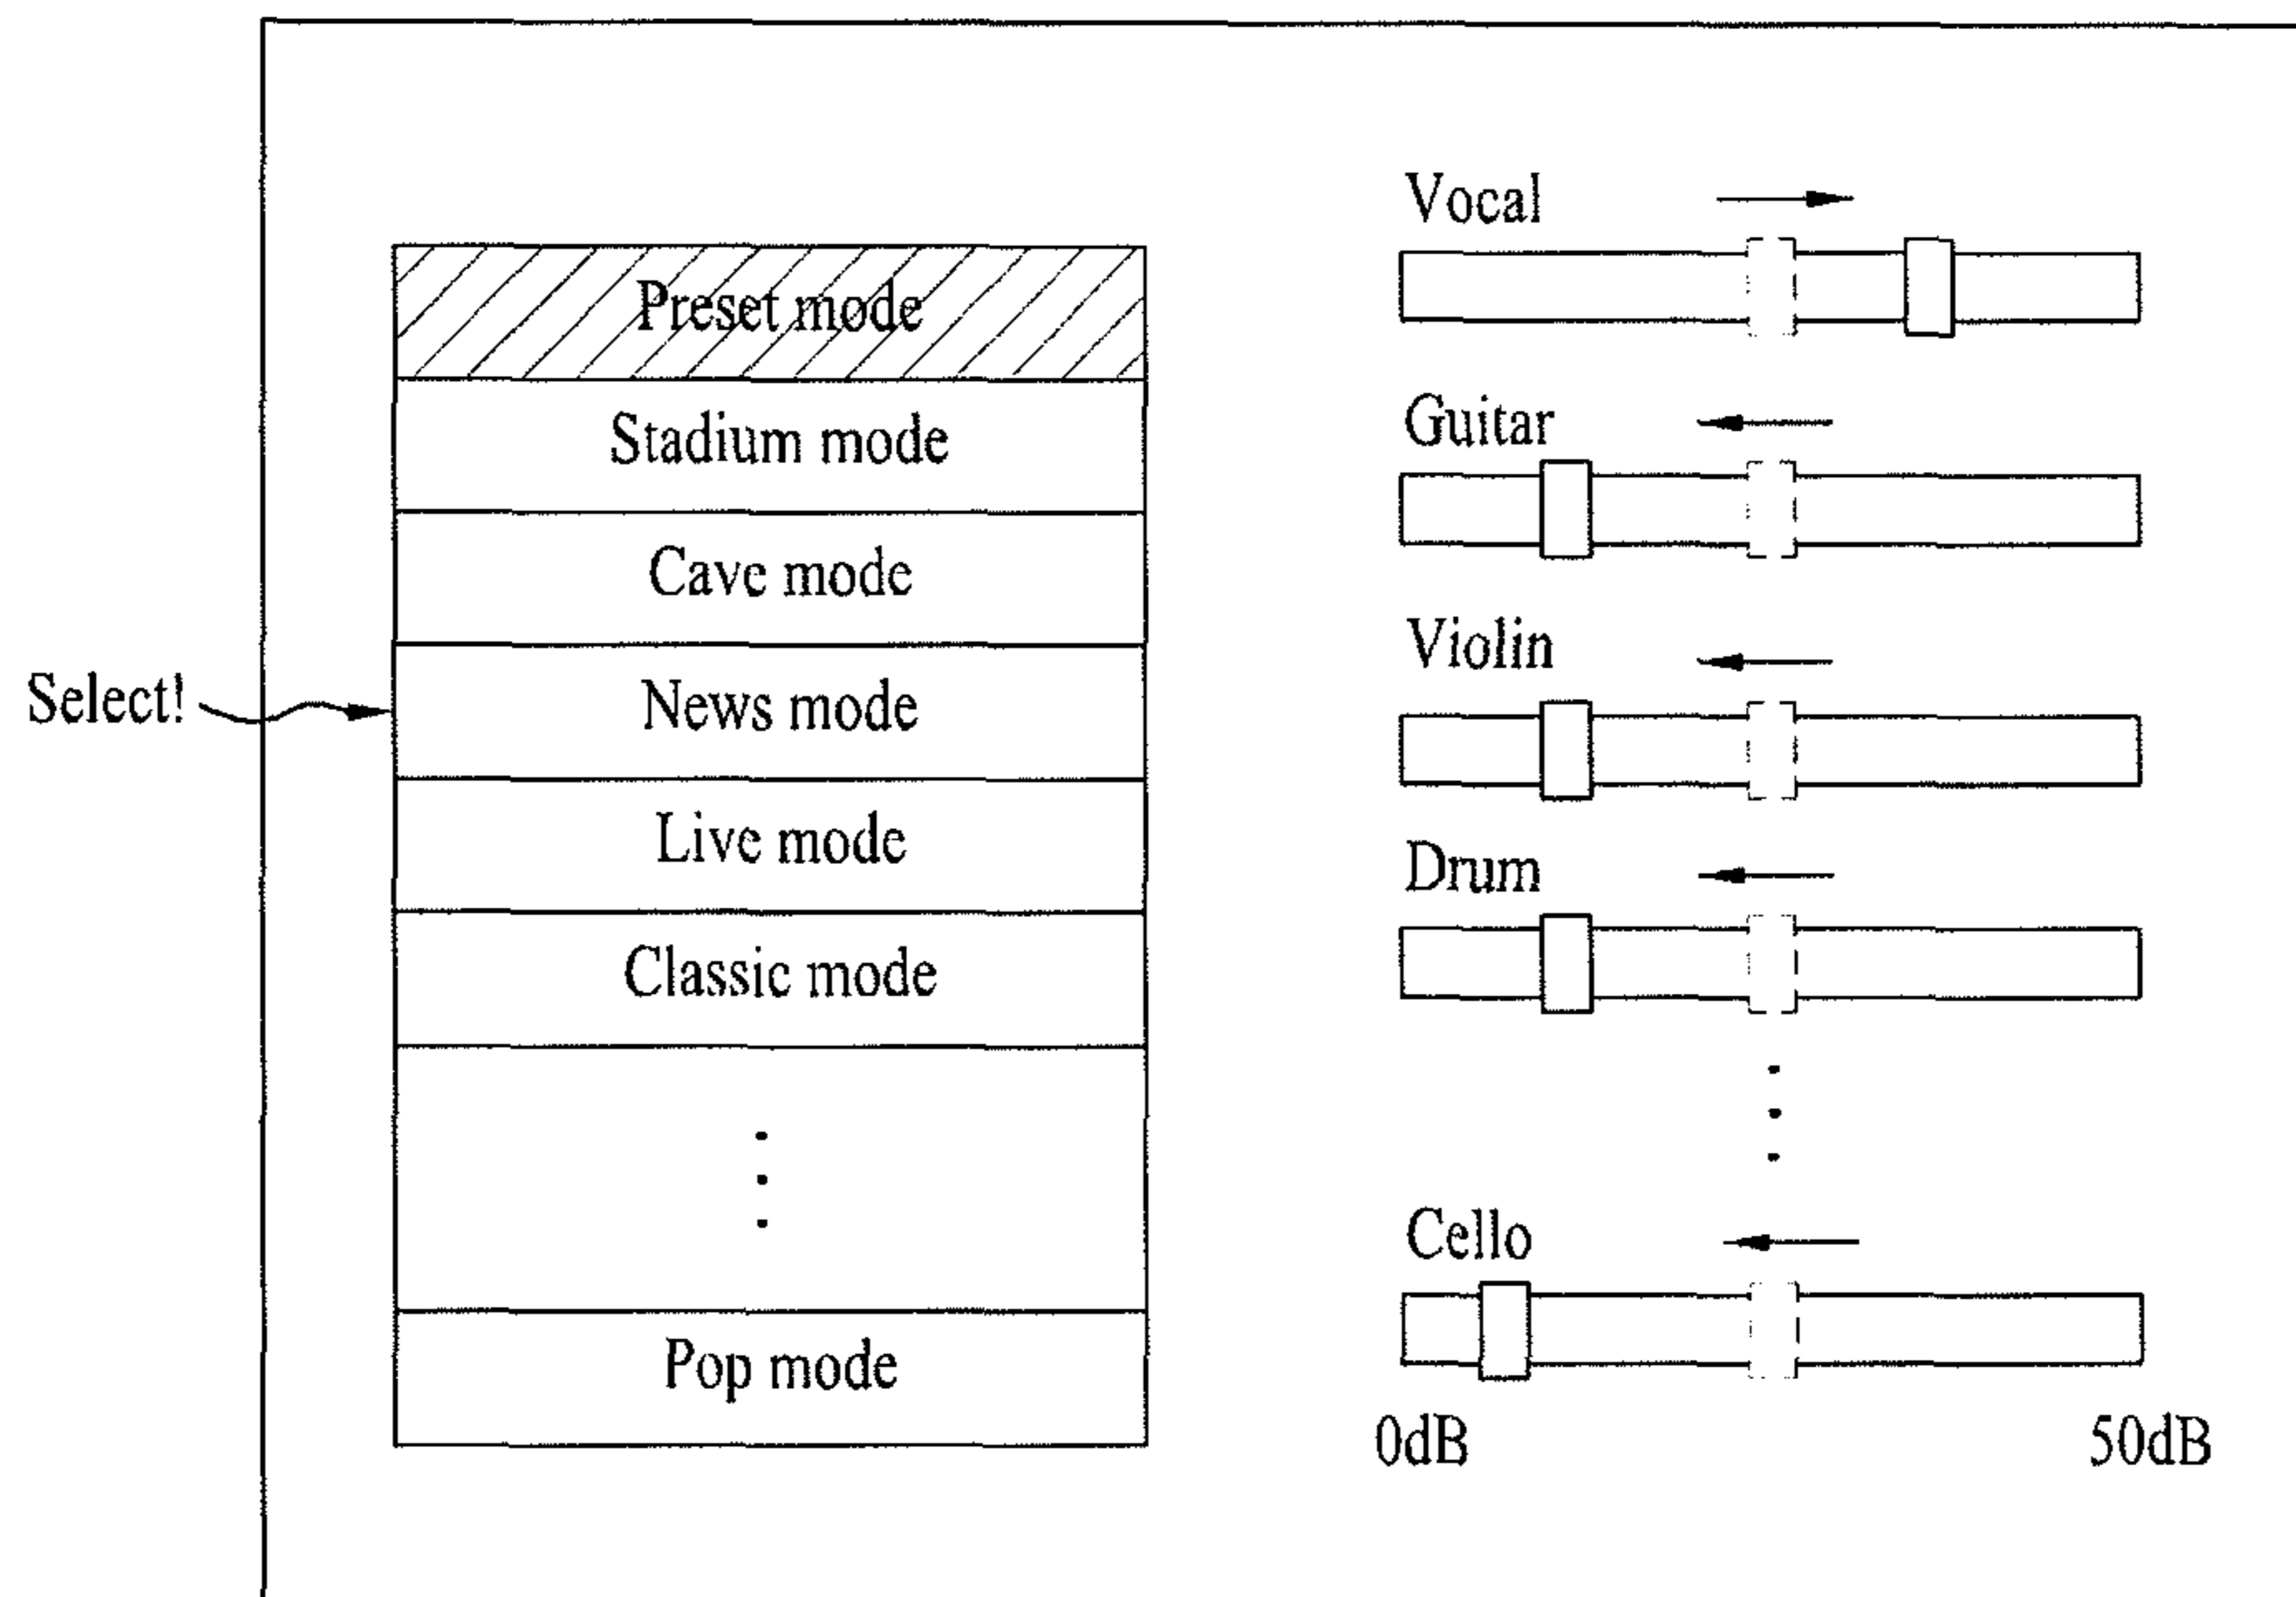 Preset mode
Stadium mode
Cave mode
Select!
News mode
Live mode
Classic mode
Pop mode
Vocal
Guitar
Violin
Drum
Cello
0dB 50dB